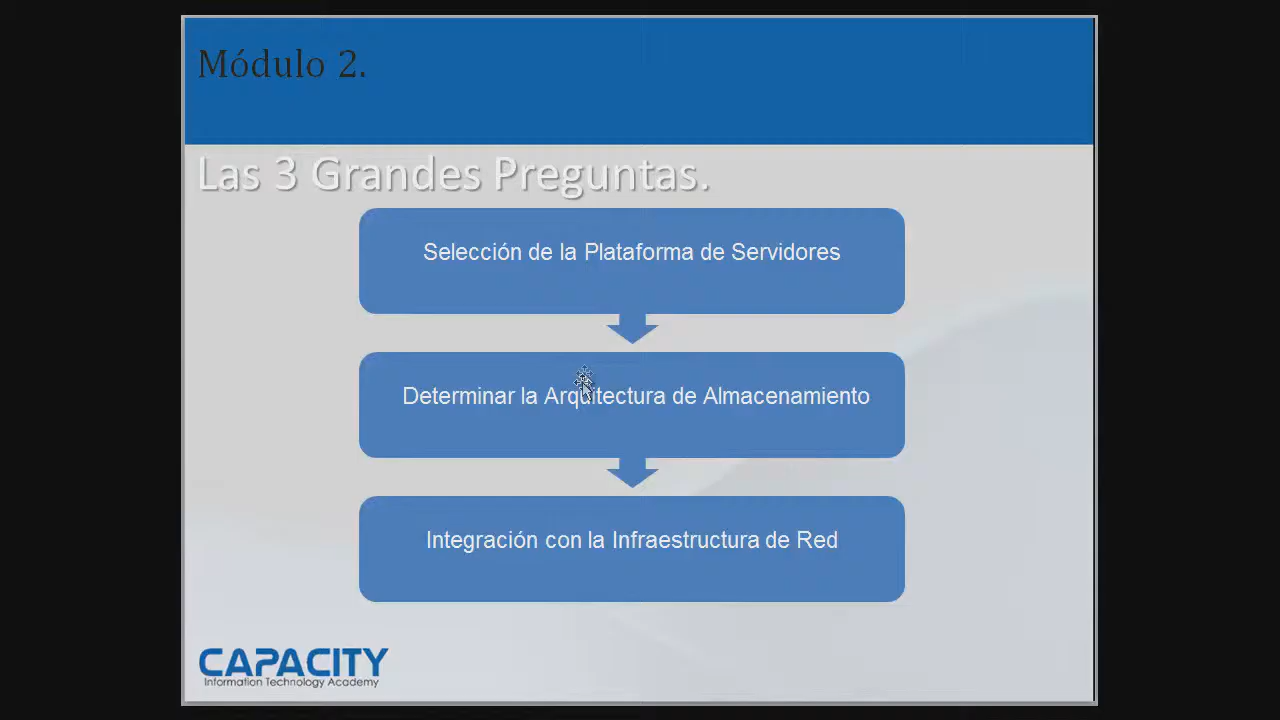 Módulo 2.
Las 3 Grandes Preguntas.
Selección de la Plataforma de Servidores
Determinar la Arquitectura de Almacenamiento
Integración con la Infraestructura de Red
CAPACITY
Information Technology Academy